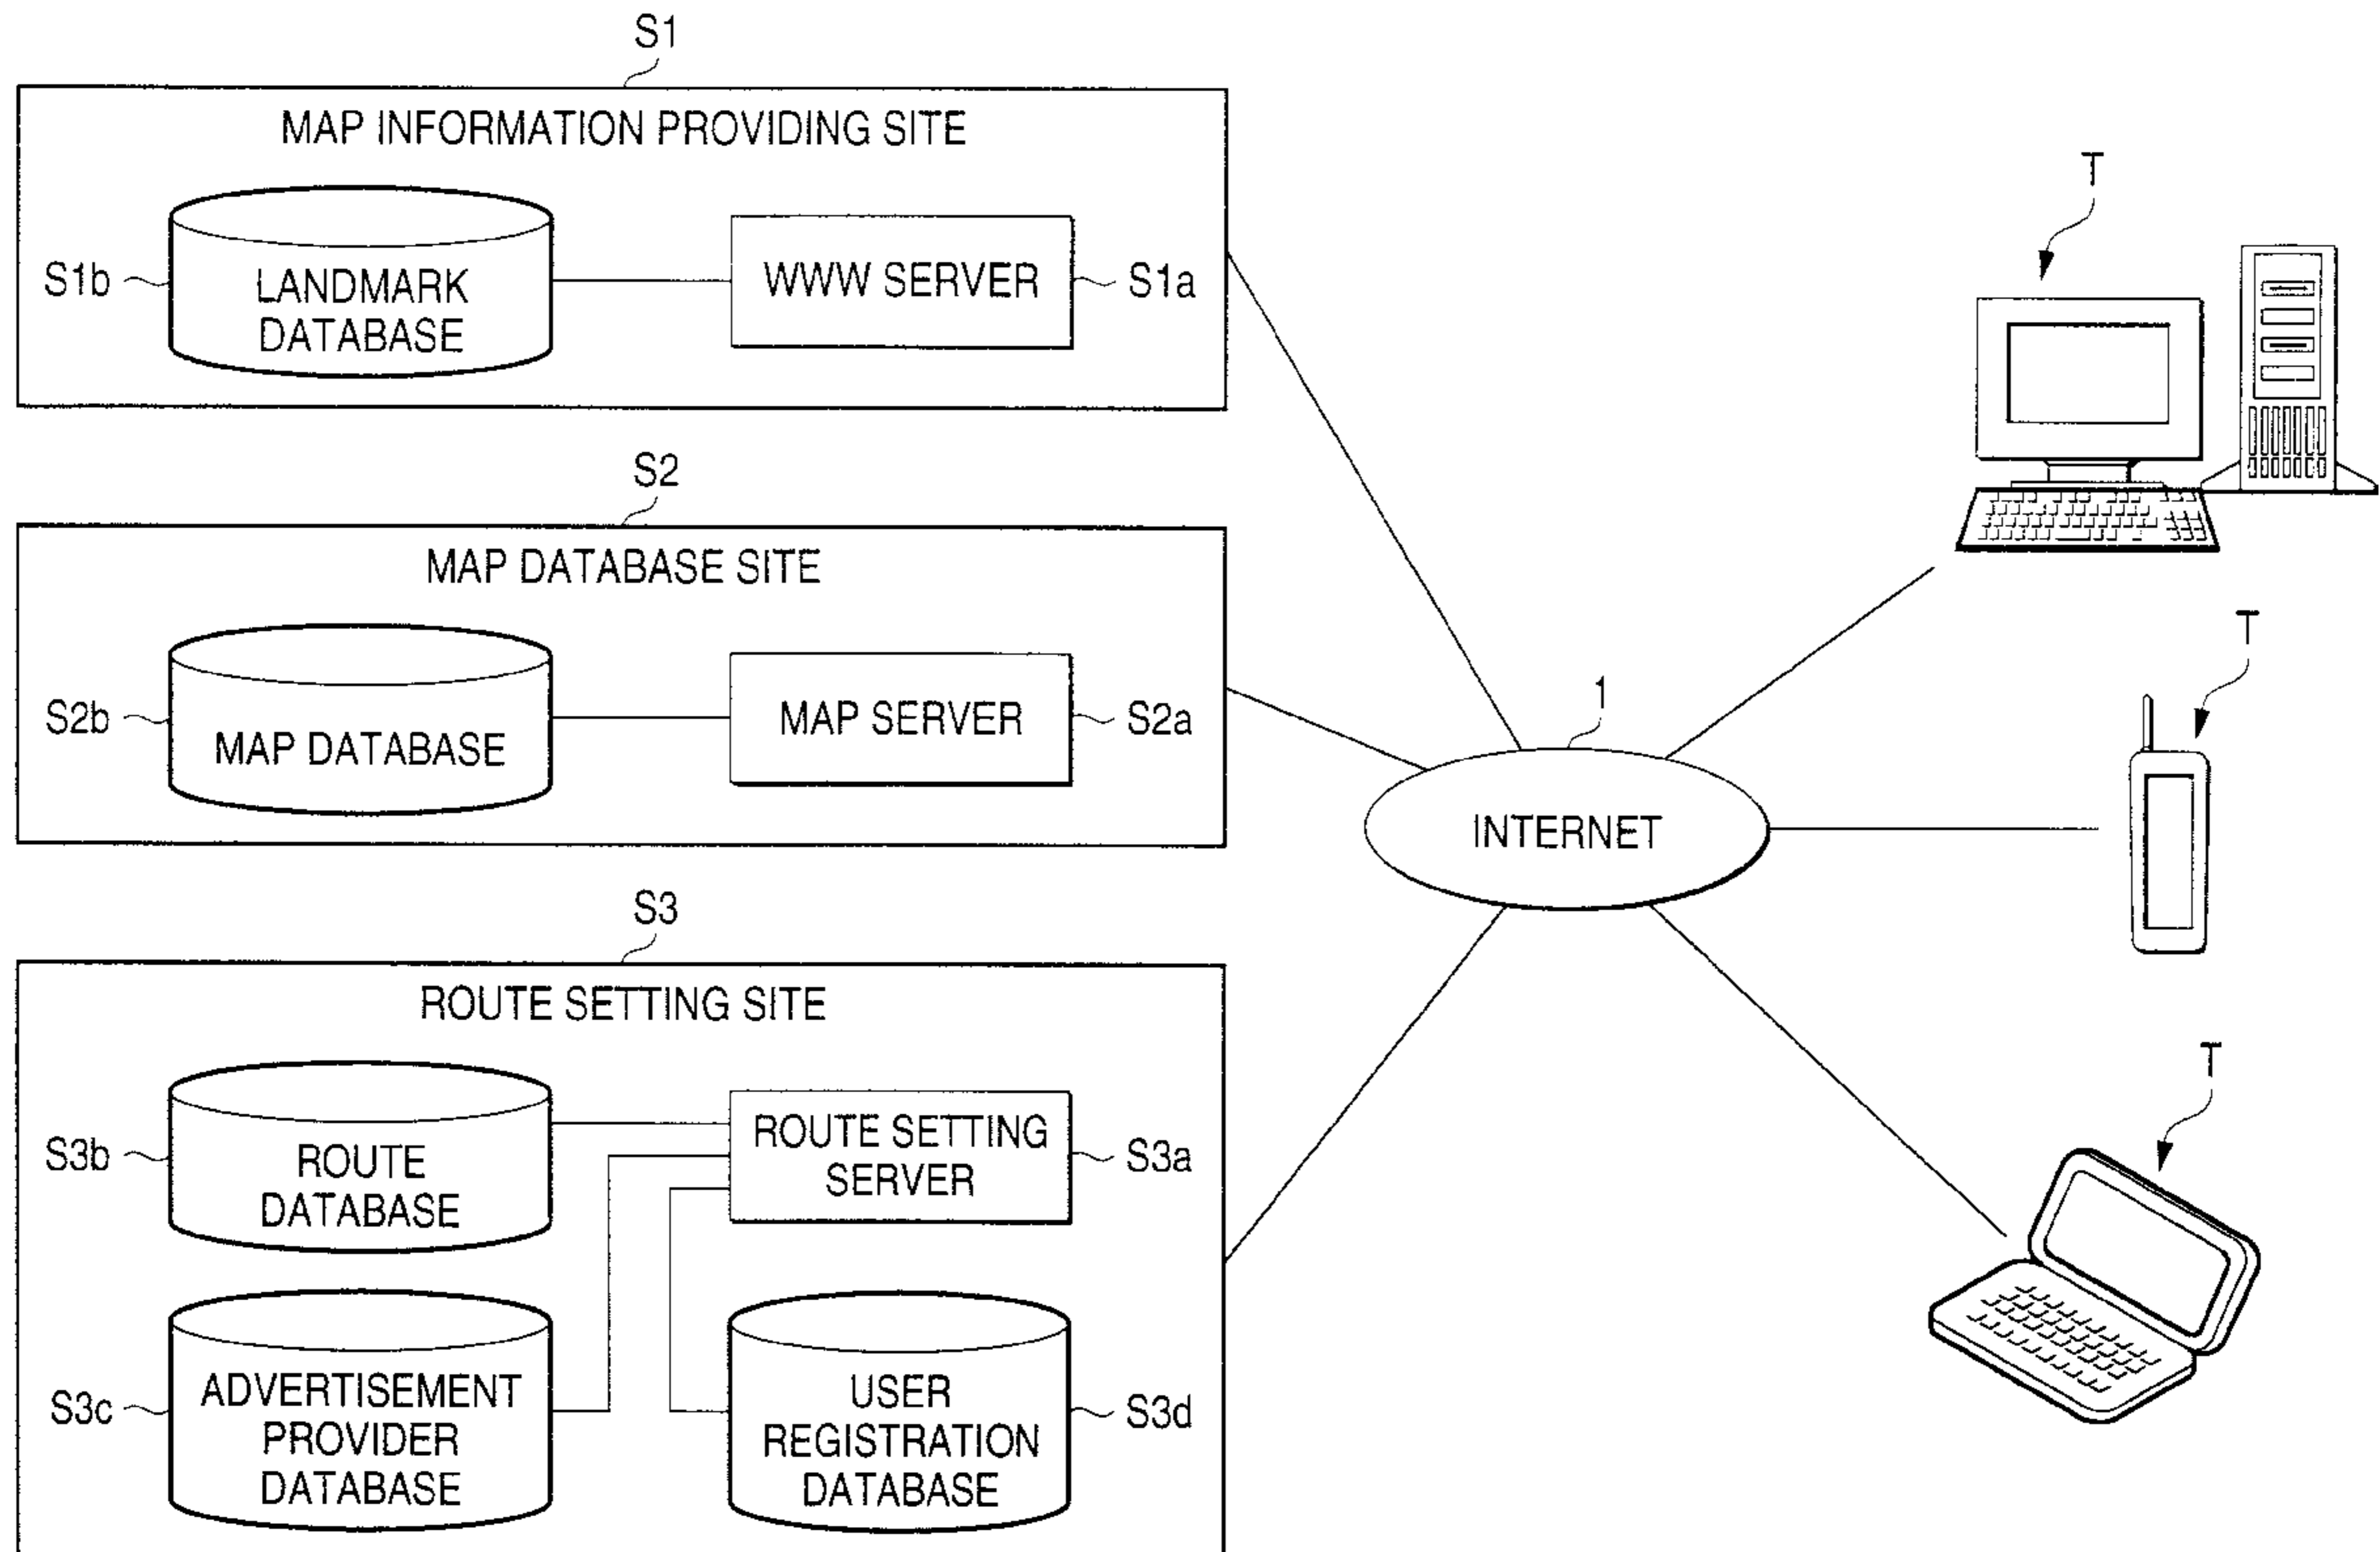 S1
MAP INFORMATION PROVIDING SITE
S1b
LANDMARK
DATABASE
WWW SERVER
S1a
S2
MAP DATABASE SITE
S2b
MAP DATABASE
MAP SERVER
S2a
S3
ROUTE SETTING SITE
S3b
ROUTE
DATABASE
ROUTE SETTING
SERVER
S3a
S3c
ADVERTISEMENT
PROVIDER
DATABASE
USER
REGISTRATION
DATABASE
S3d
1
INTERNET
T
T
T